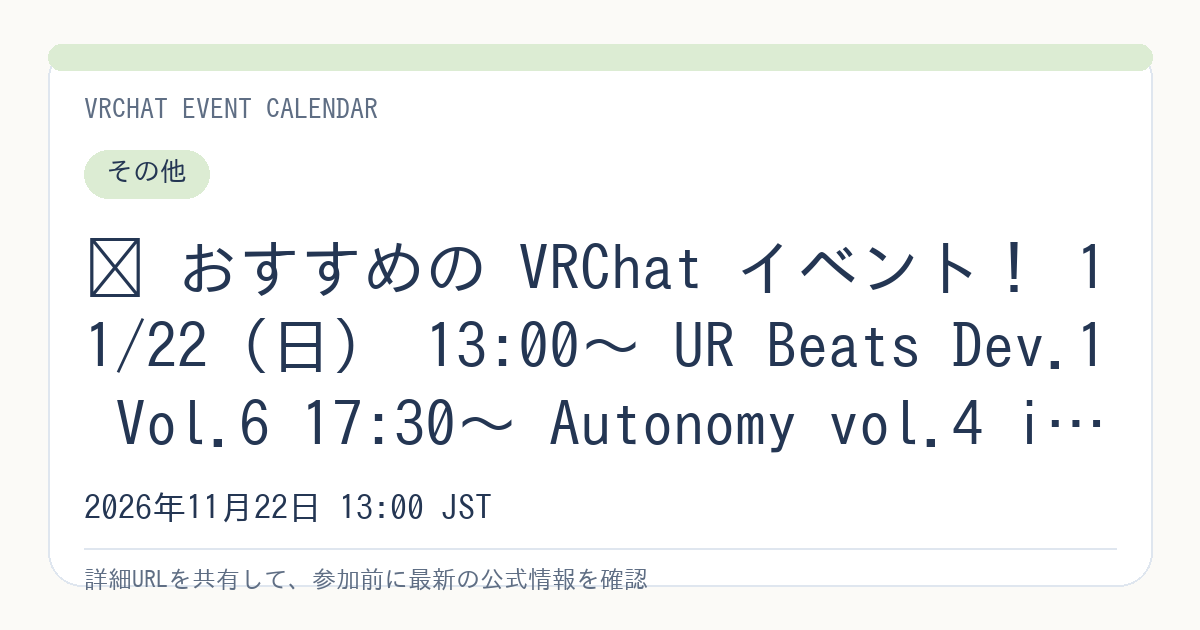 VRCHAT EVENT CALENDAR
その他
おすすめの VRChat イベント！ 1
1/22（日） 13:00～ UR Beats Dev.1
Vol.6 17:30～ Autonomy vol.4 i…
2026年11月22日 13:00 JST
詳細URLを共有して、参加前に最新の公式情報を確認